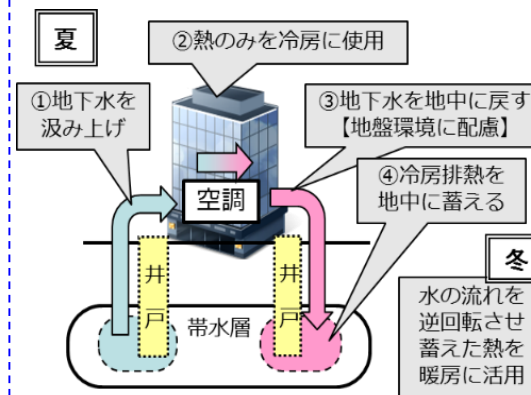 夏
②熱のみを冷房に使用
①地下水を
汲み上げ
③地下水を地中に戻す
【地盤環境に配慮】
④冷房排熱を
地中に蓄える
空調
井戸
井戸
帯水層
冬
水の流れを
逆回転させ
蓄えた熱を
暖房に活用